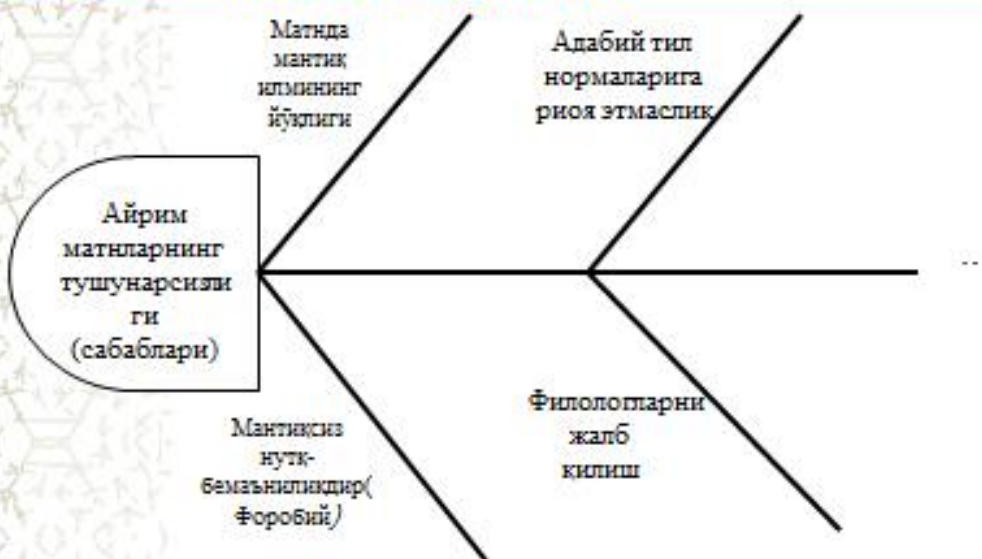 Матнда
мантиқ
илмининг
йўқлиги
Адабий тил
нормаларига
риоя этмаслик
Айрим
матнларнинг
тушунарсизли
ги
(сабаблари)
Мантиқсиз
нутқ-
бемаъниликдир(
Форобий)
Филологларни
жалб
қилиш
..